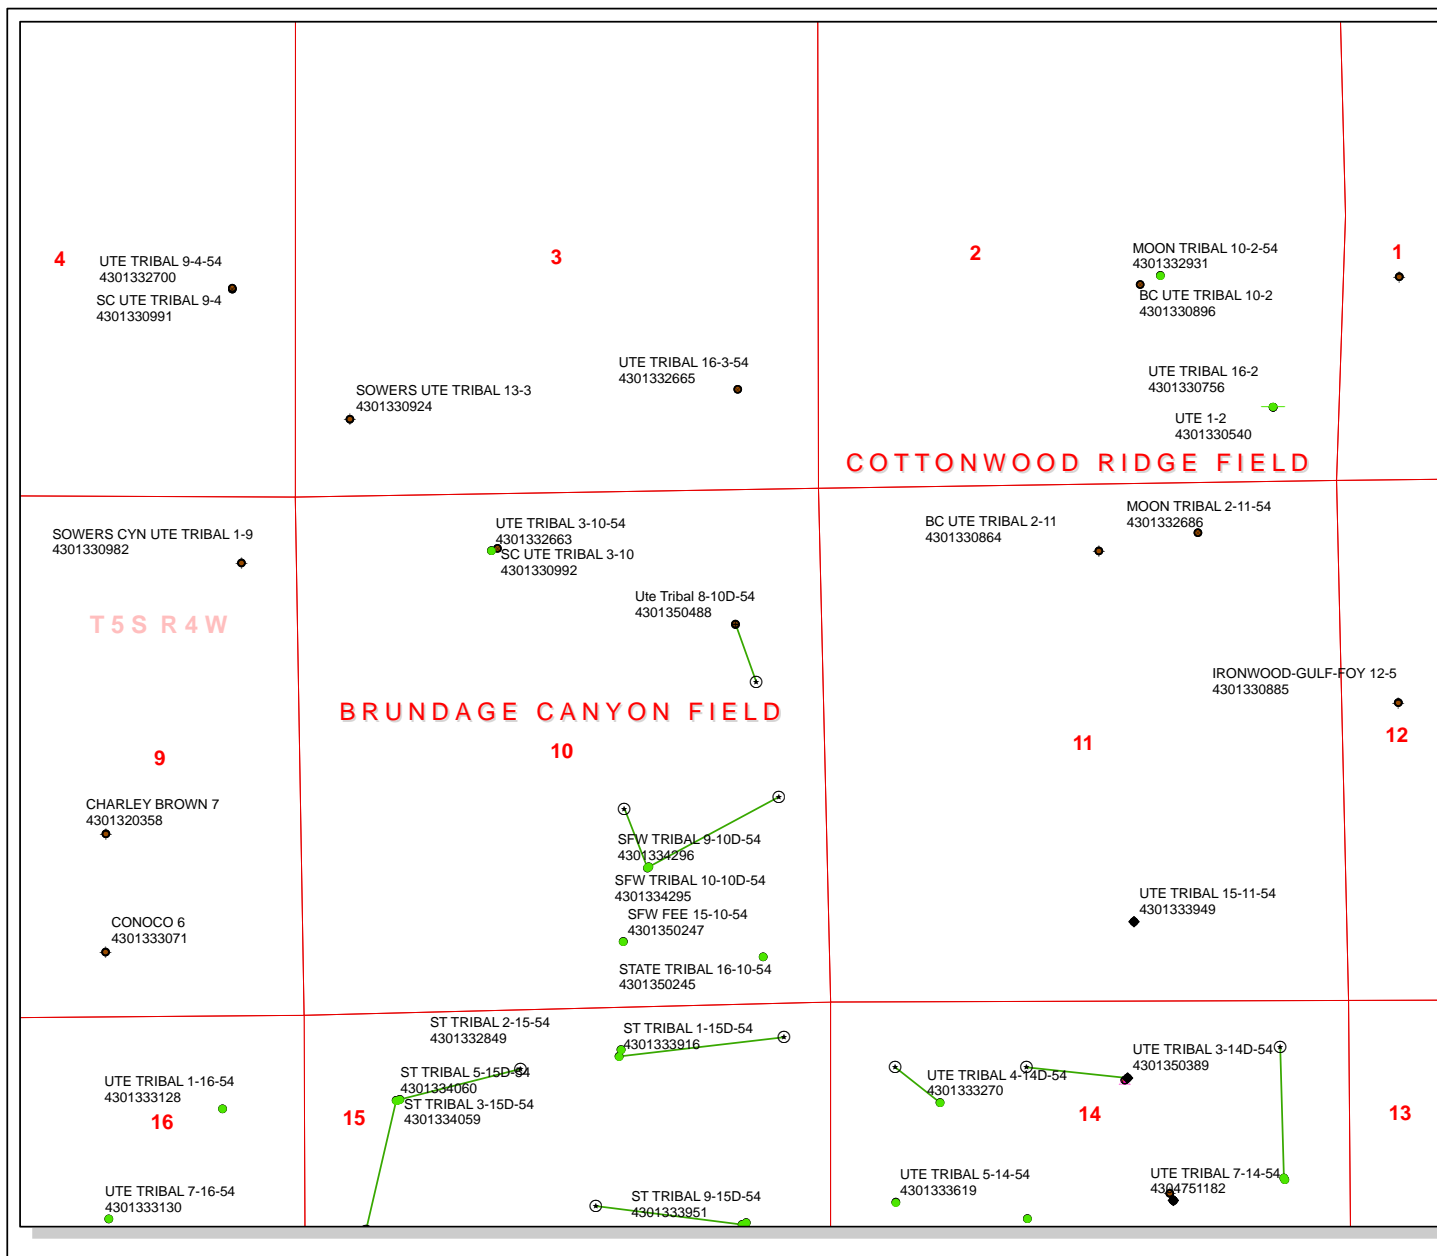 4
3
2
1
UTE TRIBAL 9-4-54
4301332700
SC UTE TRIBAL 9-4
4301330991
MOON TRIBAL 10-2-54
4301332931
BC UTE TRIBAL 10-2
4301330896
SOWERS UTE TRIBAL 13-3
4301330924
UTE TRIBAL 16-3-54
4301332665
UTE TRIBAL 16-2
4301330756
UTE 1-2
4301330540
COTTONWOOD RIDGE FIELD
SOWERS CYN UTE TRIBAL 1-9
4301330982
UTE TRIBAL 3-10-54
4301332663
SC UTE TRIBAL 3-10
4301330992
BC UTE TRIBAL 2-11
4301330864
MOON TRIBAL 2-11-54
4301332686
T5S R4W
Ute Tribal 8-10D-54
4301350488
IRONWOOD-GULF-FOY 12-5
4301330885
BRUNDAGE CANYON FIELD
9
10
11
12
CHARLEY BROWN 7
4301320358
SFW TRIBAL 9-10D-54
4301334296
SFW TRIBAL 10-10D-54
4301334295
SFW FEE 15-10-54
4301350247
STATE TRIBAL 16-10-54
4301350245
CONOCO 6
4301333071
UTE TRIBAL 15-11-54
4301333949
ST TRIBAL 2-15-54
4301332849
ST TRIBAL 1-15D-54
4301333916
UTE TRIBAL 1-16-54
4301333128
ST TRIBAL 5-15D-54
4301334060
ST TRIBAL 3-15D-54
4301334059
UTE TRIBAL 4-14D-54
4301333270
UTE TRIBAL 3-14D-54
4301350389
16
15
14
13
UTE TRIBAL 7-16-54
4301333130
ST TRIBAL 9-15D-54
4301333951
UTE TRIBAL 5-14-54
4301333619
UTE TRIBAL 7-14-54
4304751182